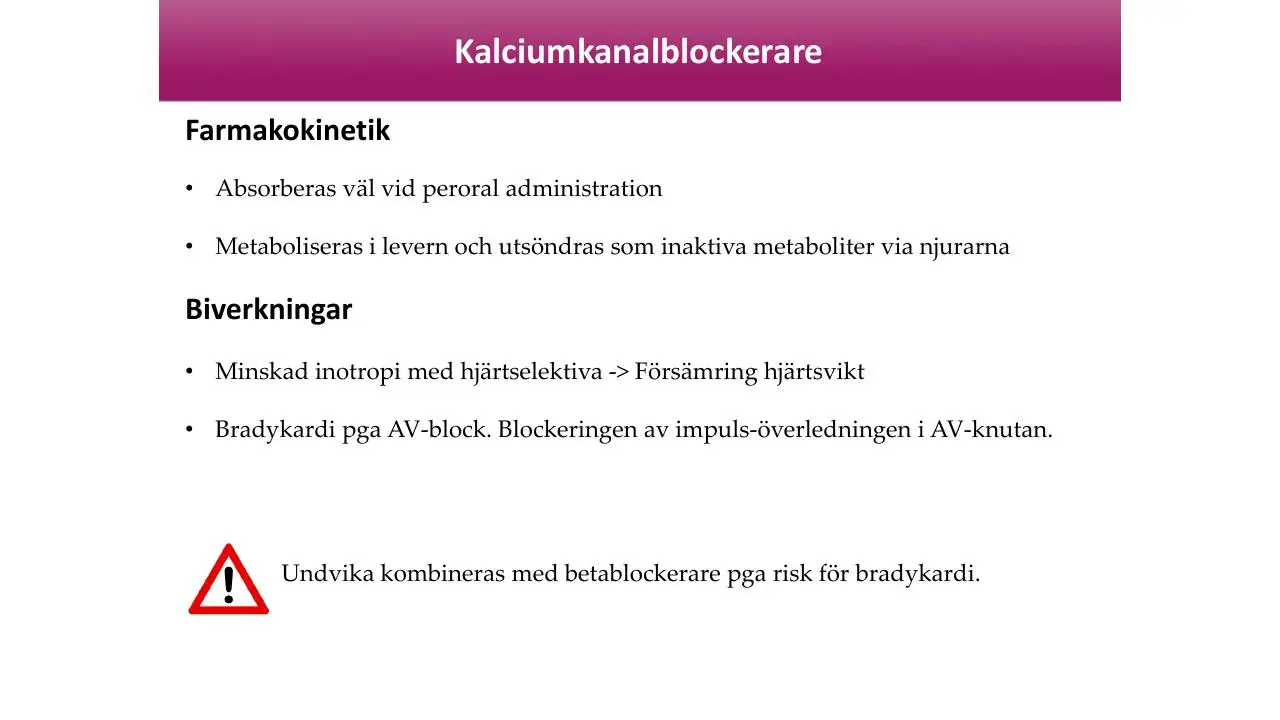 Kalciumkanalblockerare
Farmakokinetik
• Absorberas väl vid peroral administration
• Metaboliseras i levern och utsöndras som inaktiva metaboliter via njurarna
Biverkningar
• Minskad inotropi med hjärtselektiva -> Försämring hjärtsvikt
• Bradykardi pga AV-block. Blockeringen av impuls-överledningen i AV-knutan.
! Undvika kombineras med betablockerare pga risk för bradykardi.